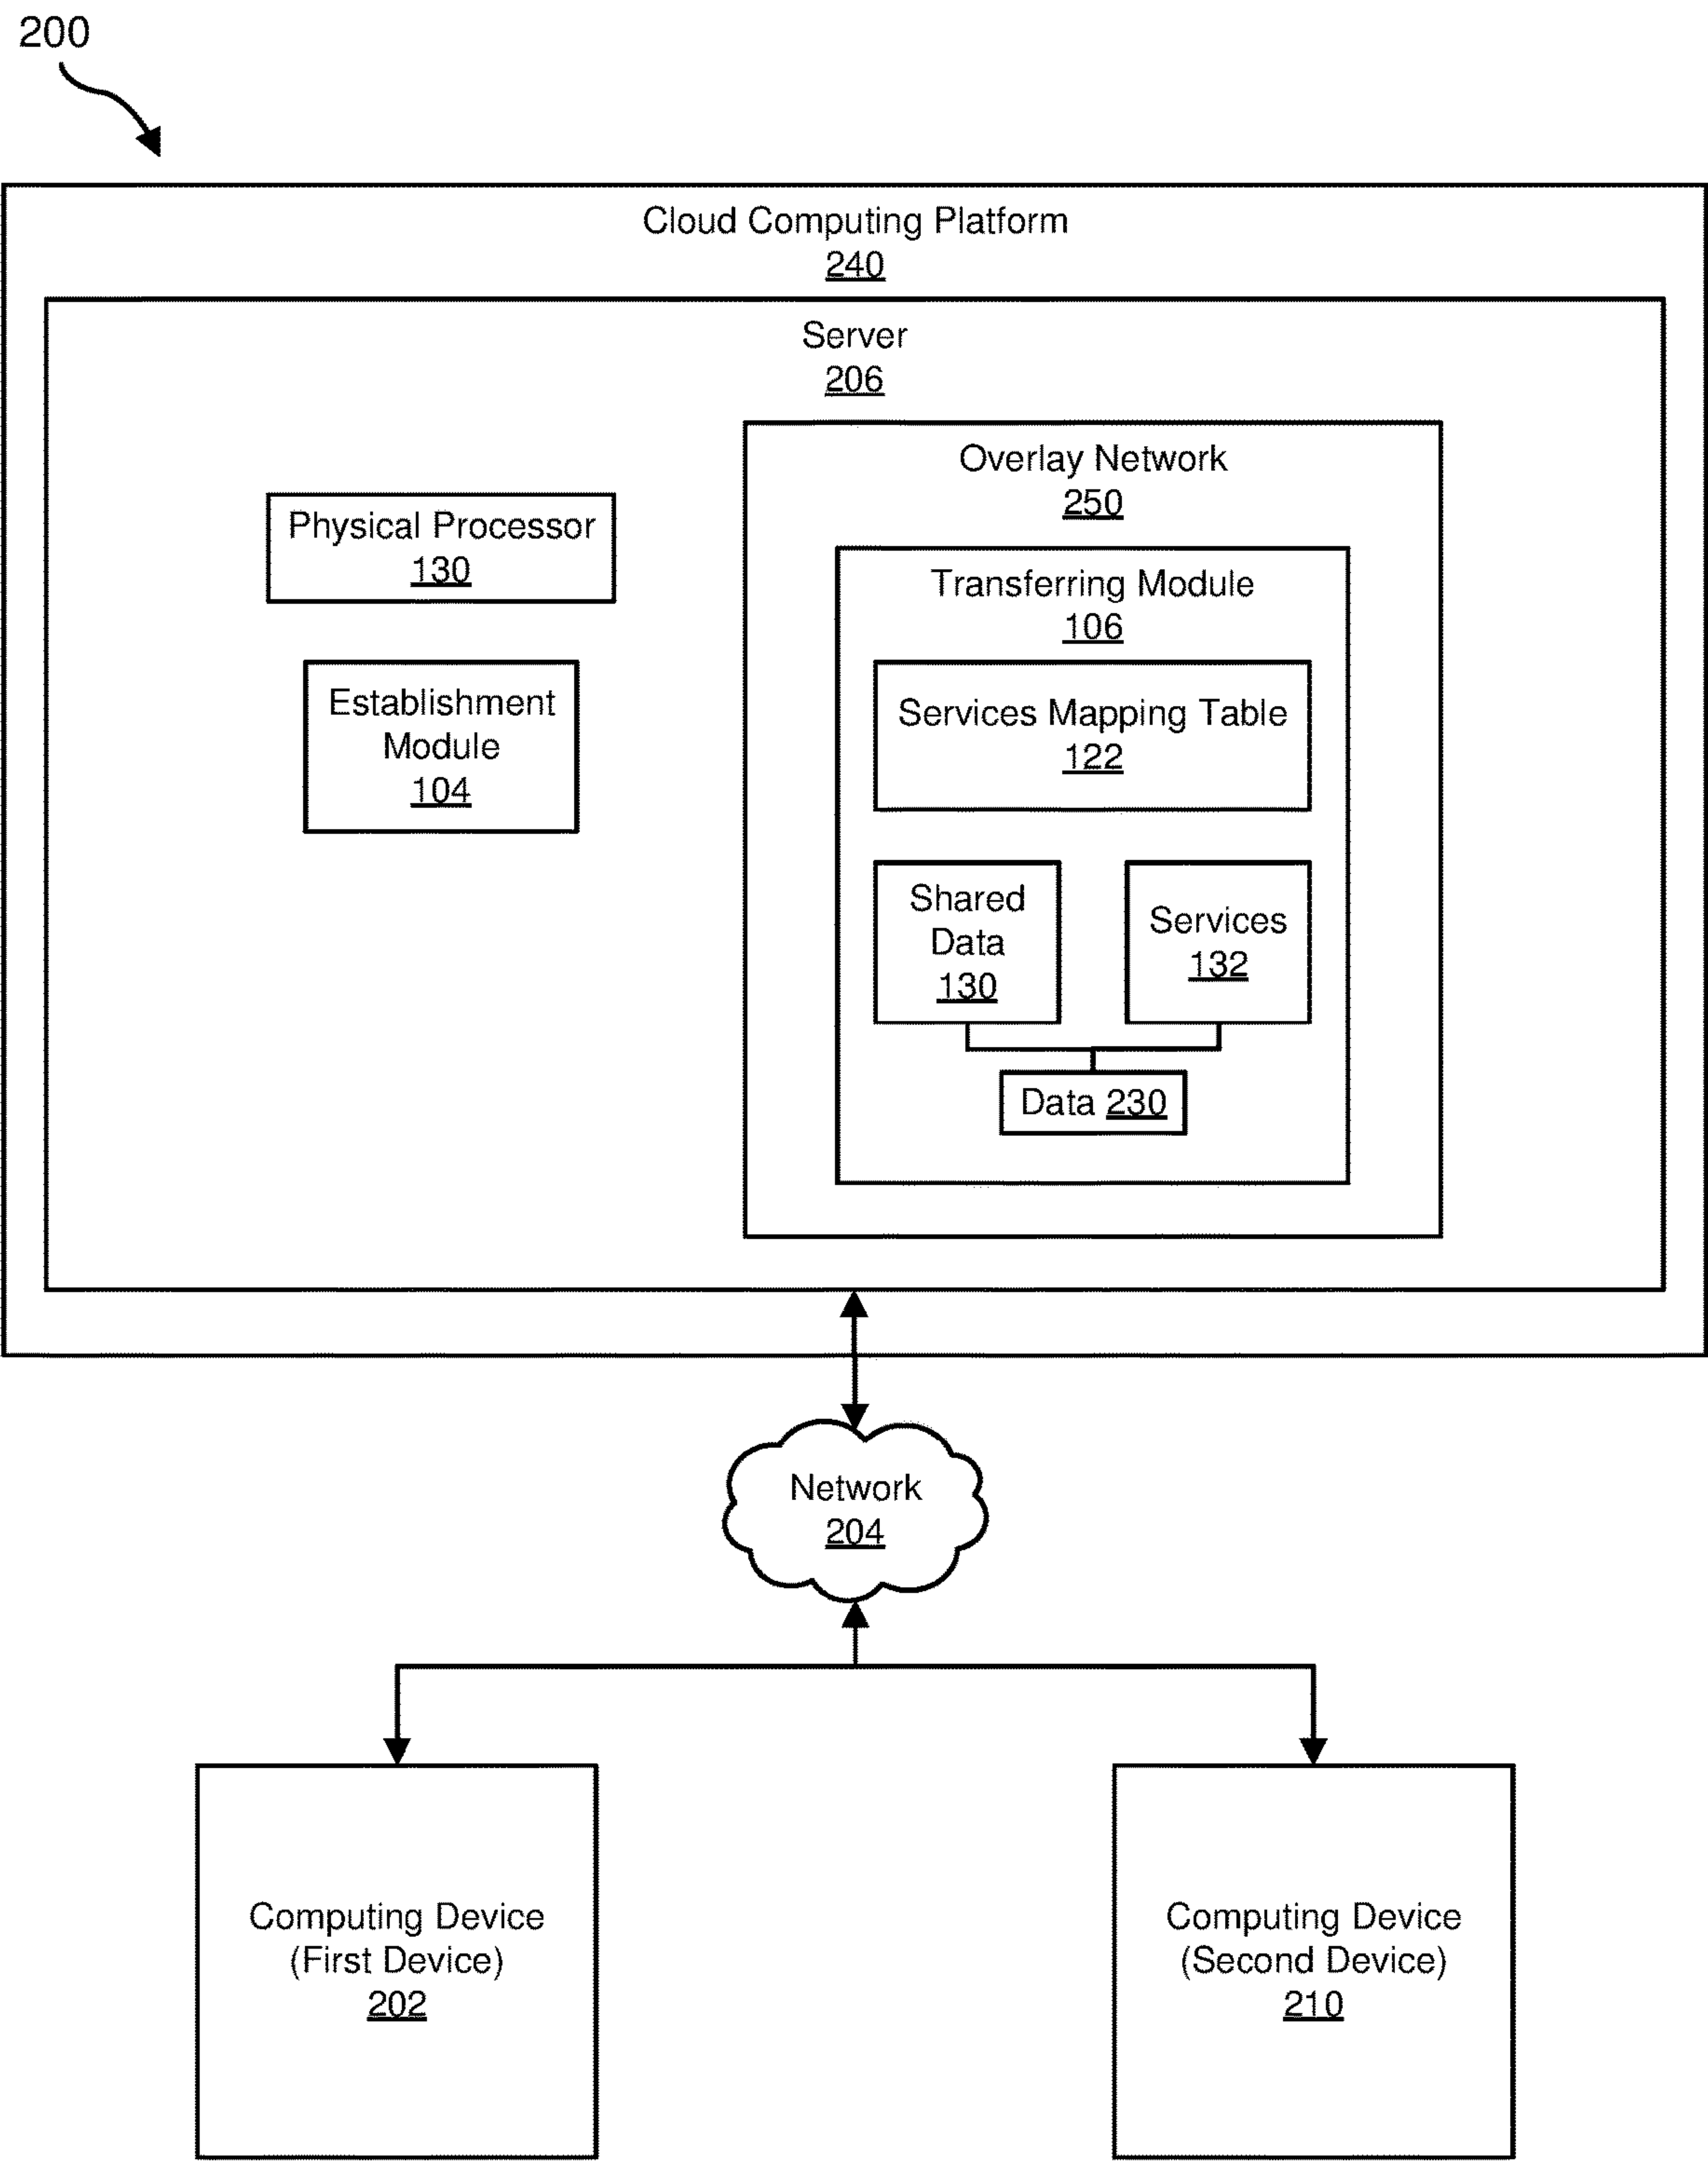 200
Cloud Computing Platform
240
Server
206
Physical Processor
130
Establishment
Module
104
Overlay Network
250
Transferring Module
106
Services Mapping Table
122
Shared
Data
130
Services
132
Data 230
Network
204
Computing Device
(First Device)
202
Computing Device
(Second Device)
210